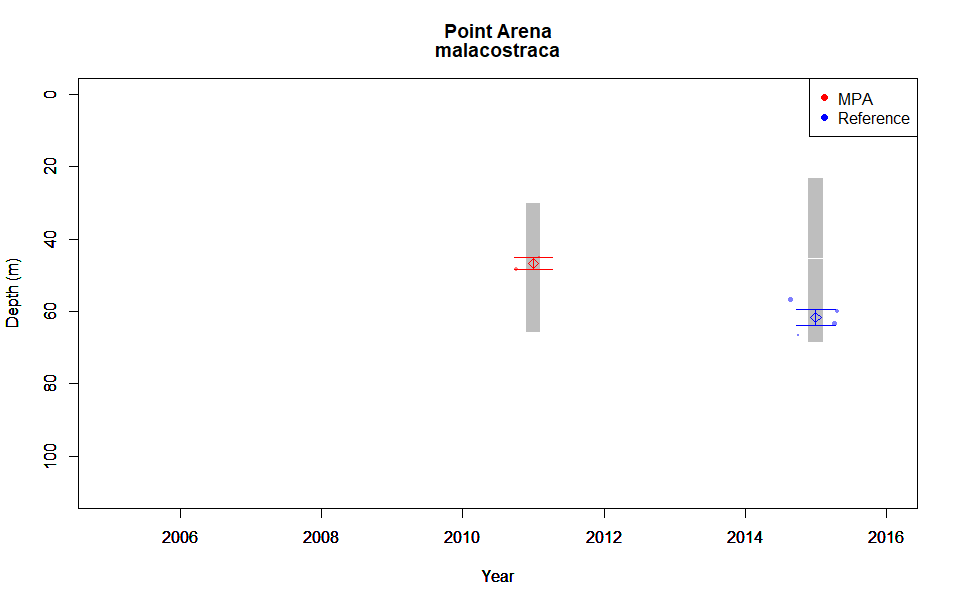 Point Arena
malacostraca
MPA
Reference
0
20
40
60
80
100
Depth (m)
2006
2008
2010
2012
2014
2016
Year